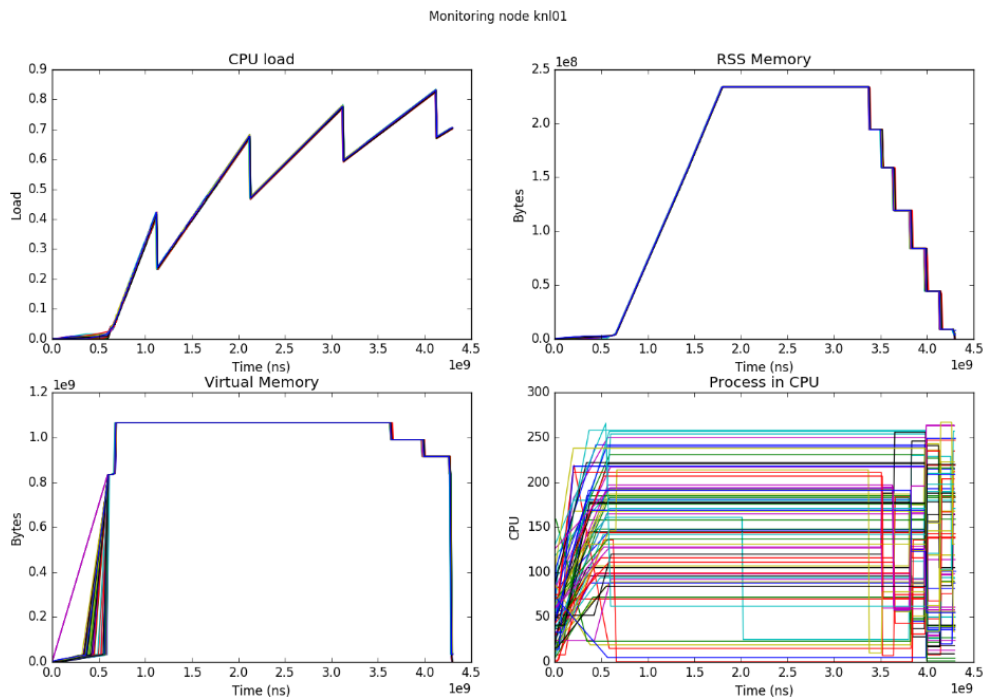 Monitoring node knl01
CPU load
0.9
0.8
0.7
0.6
0.5
0.4
0.3
0.2
0.1
0.0
Load
0.0 0.5 1.0 1.5 2.0 2.5 3.0 3.5 4.0 4.5
Time (ns) 1e9
RSS Memory
1e8
2.5
2.0
1.5
1.0
0.5
0.0
Bytes
0.0 0.5 1.0 1.5 2.0 2.5 3.0 3.5 4.0 4.5
Time (ns) 1e9
Virtual Memory
1e9
1.2
1.0
0.8
0.6
0.4
0.2
0.0
Bytes
0.0 0.5 1.0 1.5 2.0 2.5 3.0 3.5 4.0 4.5
Time (ns) 1e9
Process in CPU
300
250
200
150
100
50
0
CPU
0.0 0.5 1.0 1.5 2.0 2.5 3.0 3.5 4.0 4.5
Time (ns) 1e9